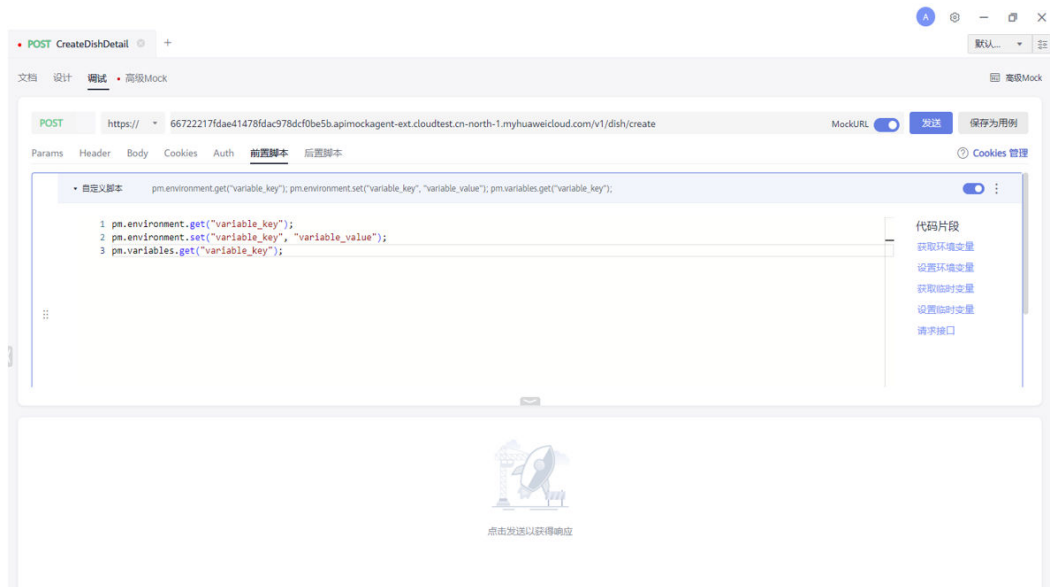 A
POST CreateDishDetail
默认...
文档 设计 调试 高级Mock
高级Mock
POST https:// 66722217fdae41478fdac978dcf0be5b.apimockagent-ext.cloudtest.cn-north-1.myhuaweicloud.com/v1/dish/create MockURL 发送 保存为用例
Params Header Body Cookies Auth 前置脚本 后置脚本 Cookies 管理
自定义脚本 pm.environment.get("variable_key"); pm.environment.set("variable_key", "variable_value"); pm.variables.get("variable_key");
1 pm.environment.get("variable_key");
2 pm.environment.set("variable_key", "variable_value");
3 pm.variables.get("variable_key");
代码片段
获取环境变量
设置环境变量
获取临时变量
设置临时变量
请求接口
点击发送以获得响应